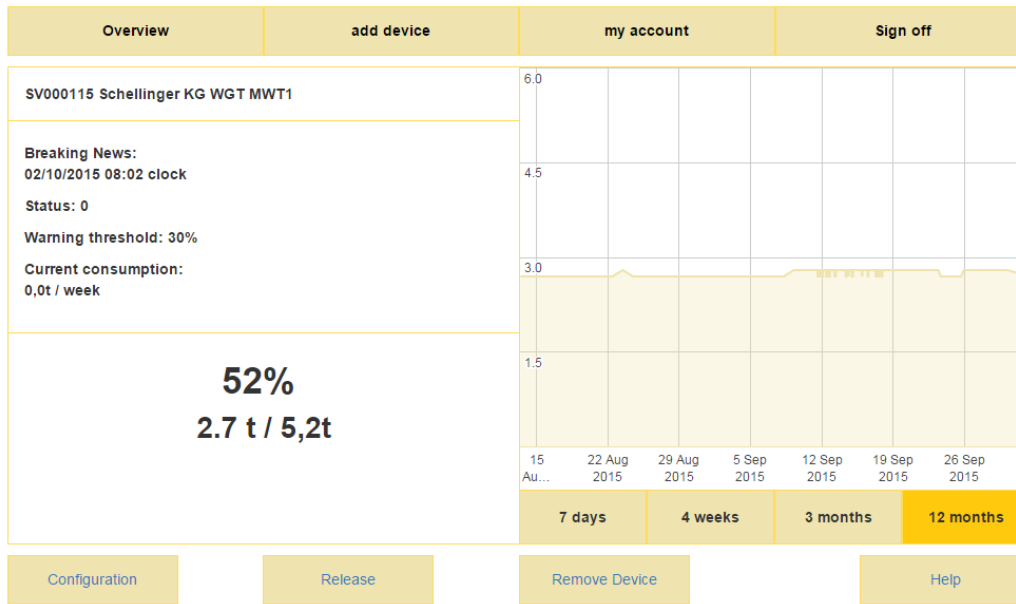 Overview
add device
my account
Sign off
SV000115 Schellinger KG WGT MWT1
Breaking News:
02/10/2015 08:02 clock
Status: 0
Warning threshold: 30%
Current consumption:
0,0t / week
52%
2.7 t / 5,2t
6.0
4.5
3.0
1.5
15 Au...
22 Aug 2015
29 Aug 2015
5 Sep 2015
12 Sep 2015
19 Sep 2015
26 Sep 2015
7 days
4 weeks
3 months
12 months
Configuration
Release
Remove Device
Help